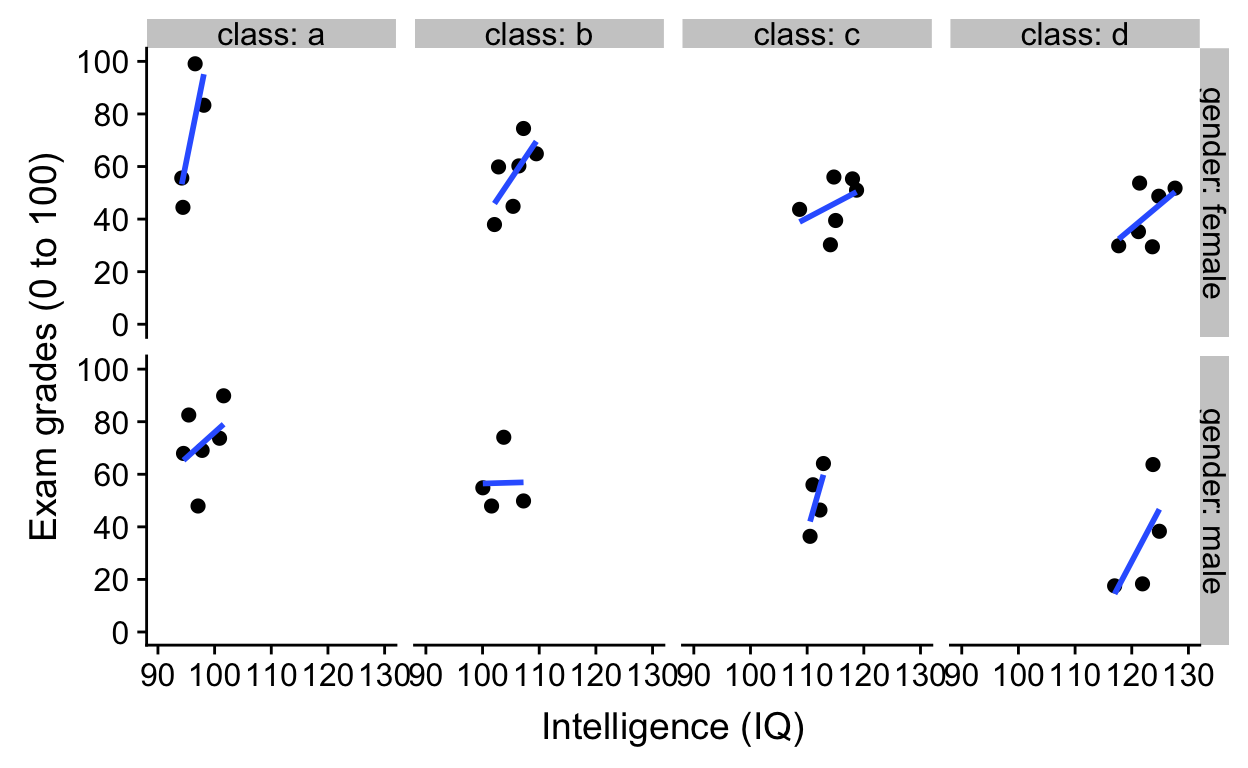 class: a
class: b
class: c
class: d
100
80
60
40
20
0
gender: female
100
80
60
40
20
0
gender: male
Exam grades (0 to 100)
90 100 110 120 130
90 100 110 120 130
90 100 110 120 130
90 100 110 120 130
Intelligence (IQ)